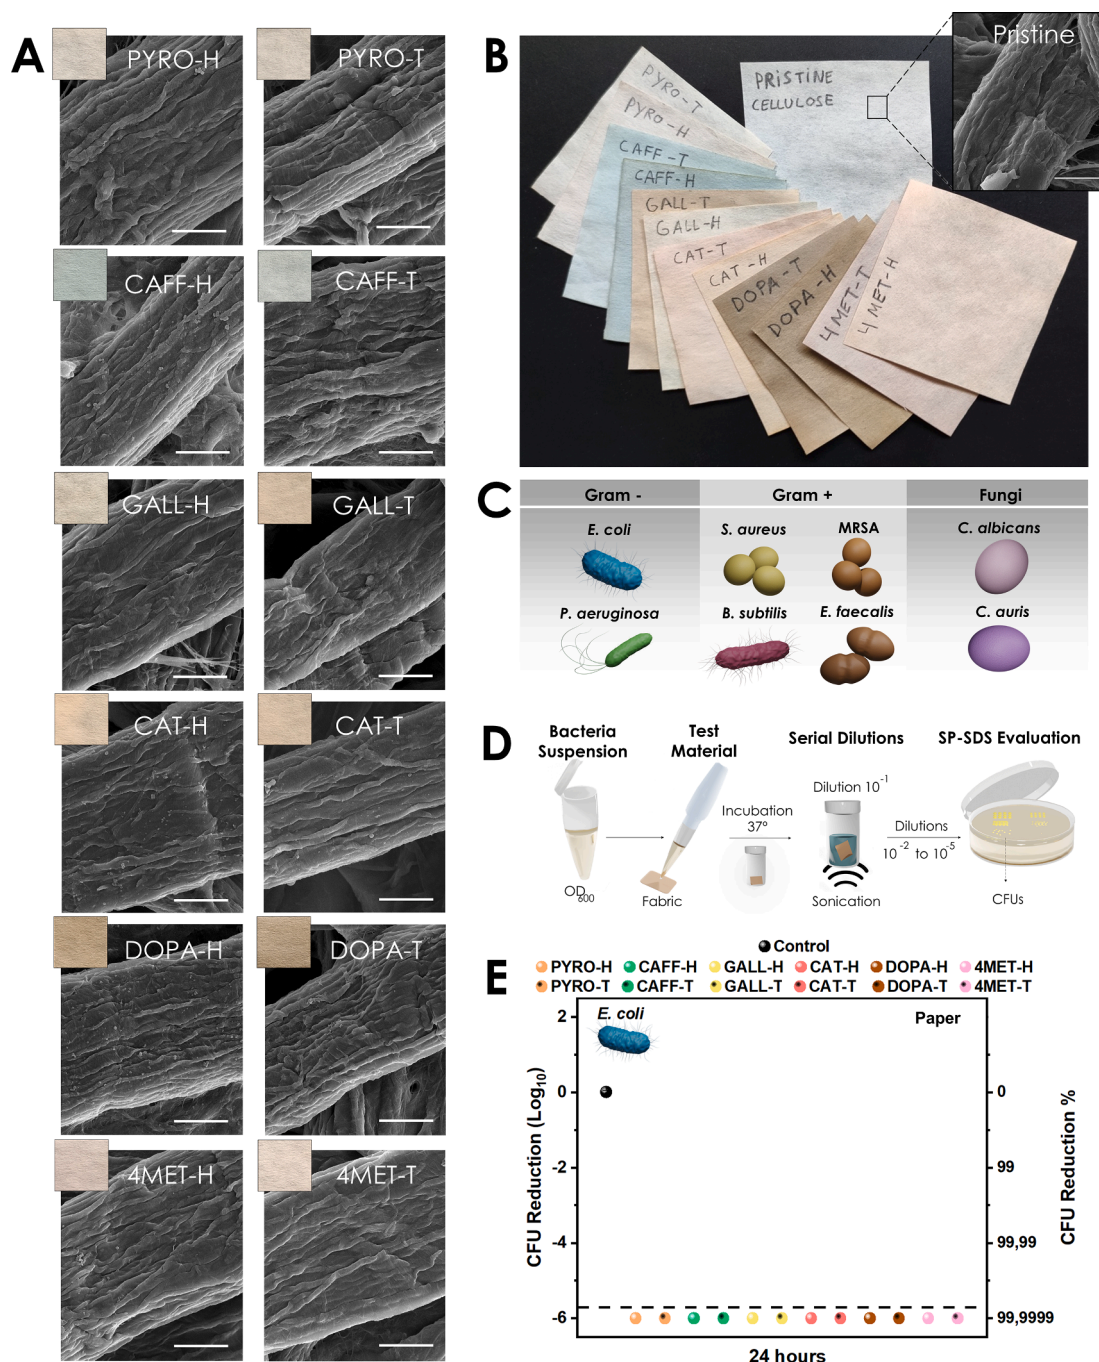 A
PYRO-H
PYRO-T
CAFF-H
CAFF-T
GALL-H
GALL-T
CAT-H
CAT-T
DOPA-H
DOPA-T
4MET-H
4MET-T
B
PRISTINE
CELLULOSE
Pristine
PYRO-T
PYRO-H
CAFF-T
CAFF-H
GALL-T
GALL-H
CAT-T
CAT-H
DOPA-T
DOPA-H
4MET-T
4MET-H
C
Gram - Gram + Fungi
E. coli S. aureus MRSA C. albicans
P. aeruginosa B. subtilis E. faecalis C. auris
D
Bacteria Suspension
Test Material
Serial Dilutions
SP-SDS Evaluation
OD600
Fabric
Incubation
37º
Dilution 10-1
Sonication
Dilutions
10-2 to 10-5
CFUs
E
Control
PYRO-H CAFF-H GALL-H CAT-H DOPA-H 4MET-H
PYRO-T CAFF-T GALL-T CAT-T DOPA-T 4MET-T
E. coli
Paper
CFU Reduction (Log10)
2
0
-2
-4
-6
0
99
99,99
99,9999
CFU Reduction %
24 hours